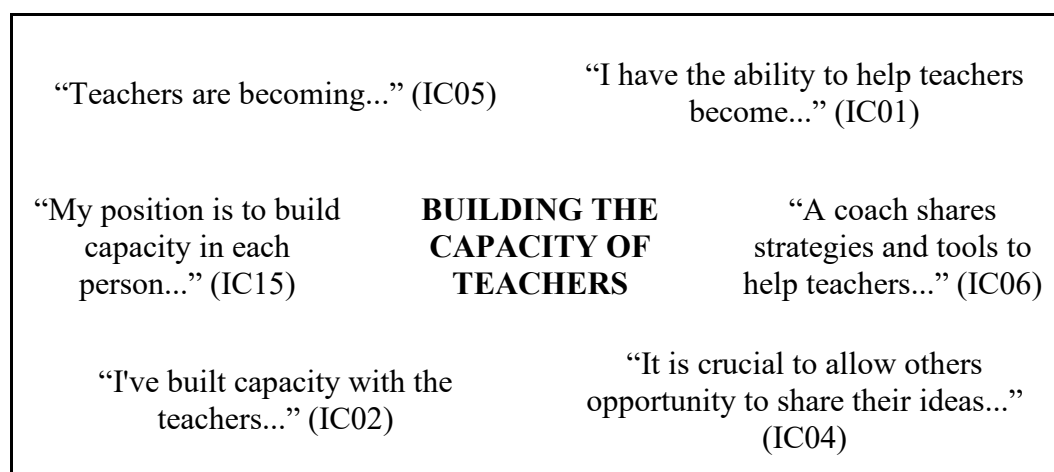 “Teachers are becoming...” (IC05)
“I have the ability to help teachers
become...” (IC01)
“My position is to build
capacity in each
person...” (IC15)
BUILDING THE
CAPACITY OF
TEACHERS
“A coach shares
strategies and tools to
help teachers...” (IC06)
“I've built capacity with the
teachers...” (IC02)
“It is crucial to allow others
opportunity to share their ideas...”
(IC04)